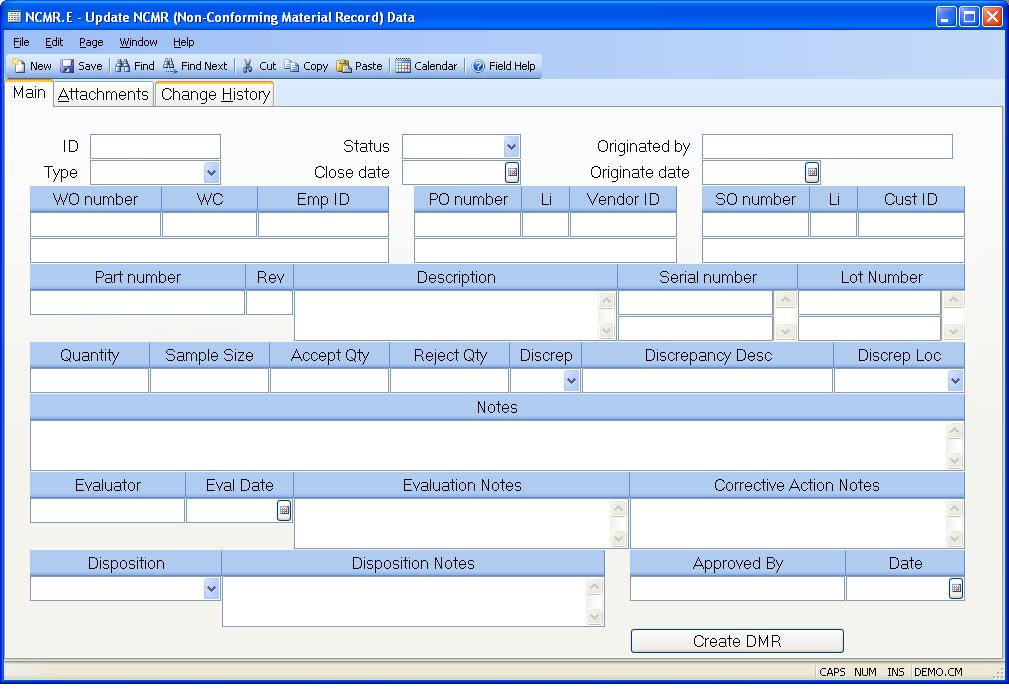 NCMR.E - Update NCMR (Non-Conforming Material Record) Data
File Edit Page Window Help
New Save Find Find Next Cut Copy Paste Calendar Field Help
Main Attachments Change History
ID Status Originated by
Type Close date Originate date
WO number WC Emp ID PO number Li Vendor ID SO number Li Cust ID
Part number Rev Description Serial number Lot Number
Quantity Sample Size Accept Qty Reject Qty Discrep Discrepancy Desc Discrep Loc
Notes
Evaluator Eval Date Evaluation Notes Corrective Action Notes
Disposition Disposition Notes Approved By Date
Create DMR
CAPS NUM INS DEMO.CM